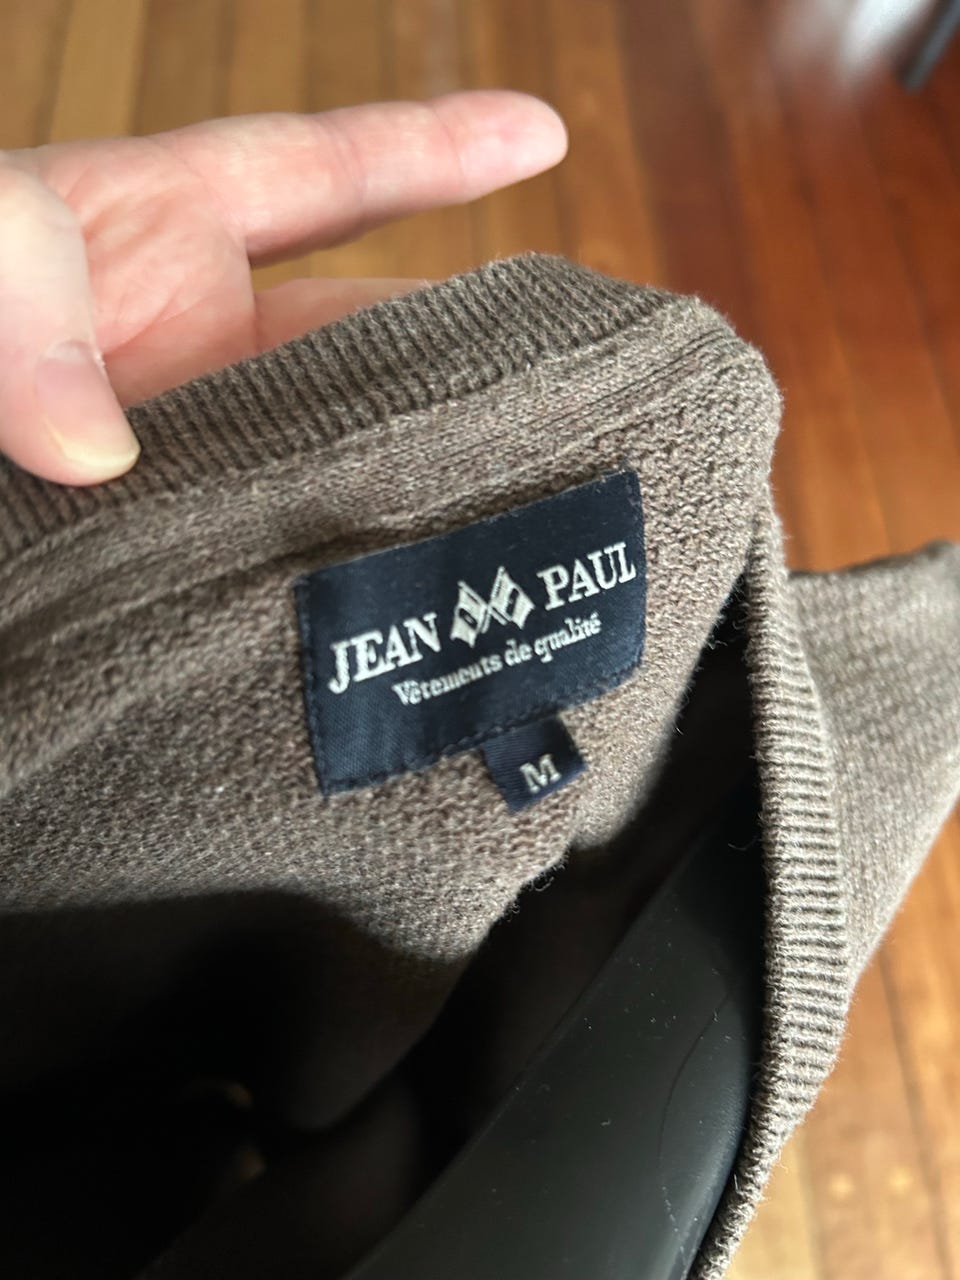 JEAN PAUL
Vêtements de qualité
M